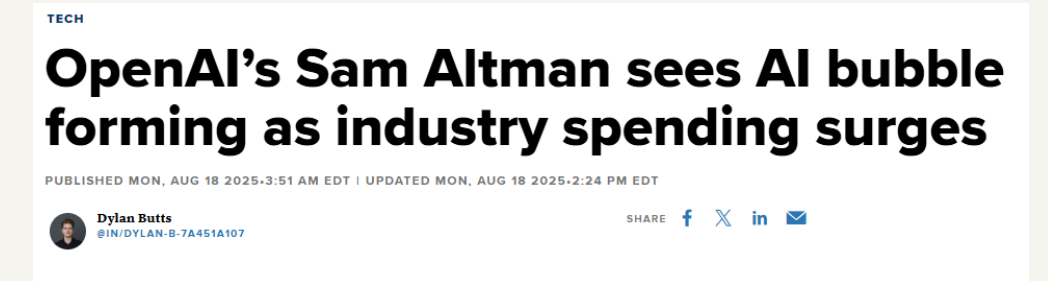 TECH
OpenAI’s Sam Altman sees AI bubble
forming as industry spending surges
PUBLISHED MON, AUG 18 2025•3:51 AM EDT | UPDATED MON, AUG 18 2025•2:24 PM EDT
Dylan Butts
@IN/DYLAN-B-7A451A107
SHARE